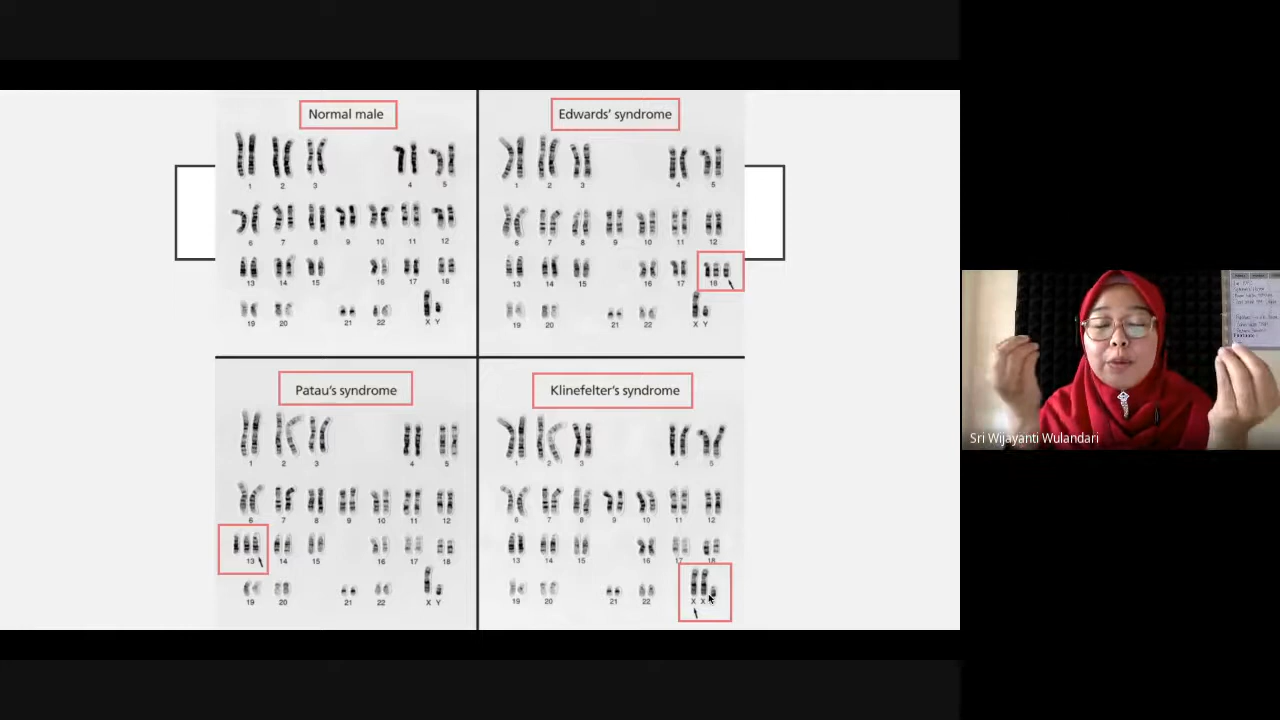 Normal male
1 2 3 4 5
6 7 8 9 10 11 12
13 14 15 16 17 18
19 20 21 22 X Y
Edwards' syndrome
1 2 3 4 5
6 7 8 9 10 11 12
13 14 15 16 17 18
19 20 21 22 X Y
Patau's syndrome
1 2 3 4 5
6 7 8 9 10 11 12
13 14 15 16 17 18
19 20 21 22 X Y
Klinefelter's syndrome
1 2 3 4 5
6 7 8 9 10 11 12
13 14 15 16 17 18
19 20 21 22 X X
Sri Wijayanti Wulandari